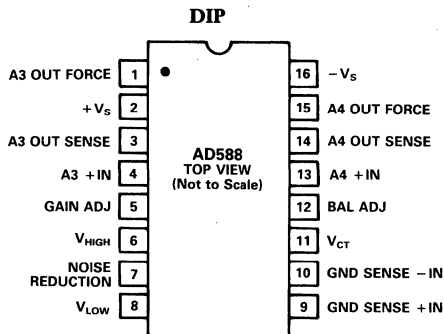 DIP
A3 OUT FORCE 1
+VS 2
A3 OUT SENSE 3
A3 +IN 4
GAIN ADJ 5
VHIGH 6
NOISE
REDUCTION 7
VLOW 8
AD588
TOP VIEW
(Not to Scale)
16 −VS
15 A4 OUT FORCE
14 A4 OUT SENSE
13 A4 +IN
12 BAL ADJ
11 VCT
10 GND SENSE −IN
9 GND SENSE +IN